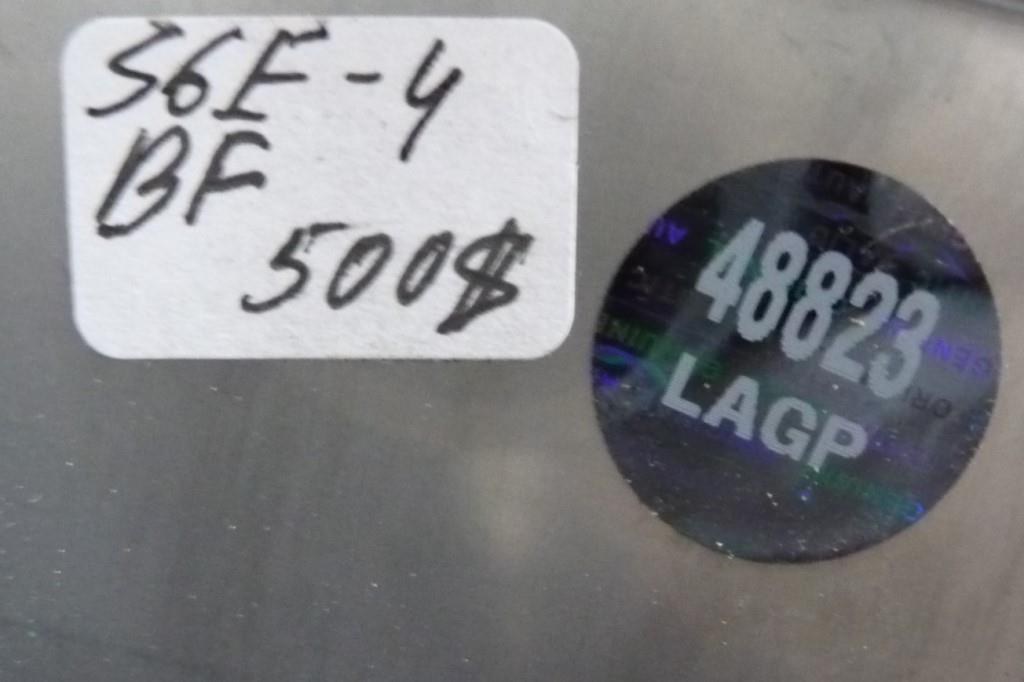 S6E-4
BF
500$
48823
LAGP